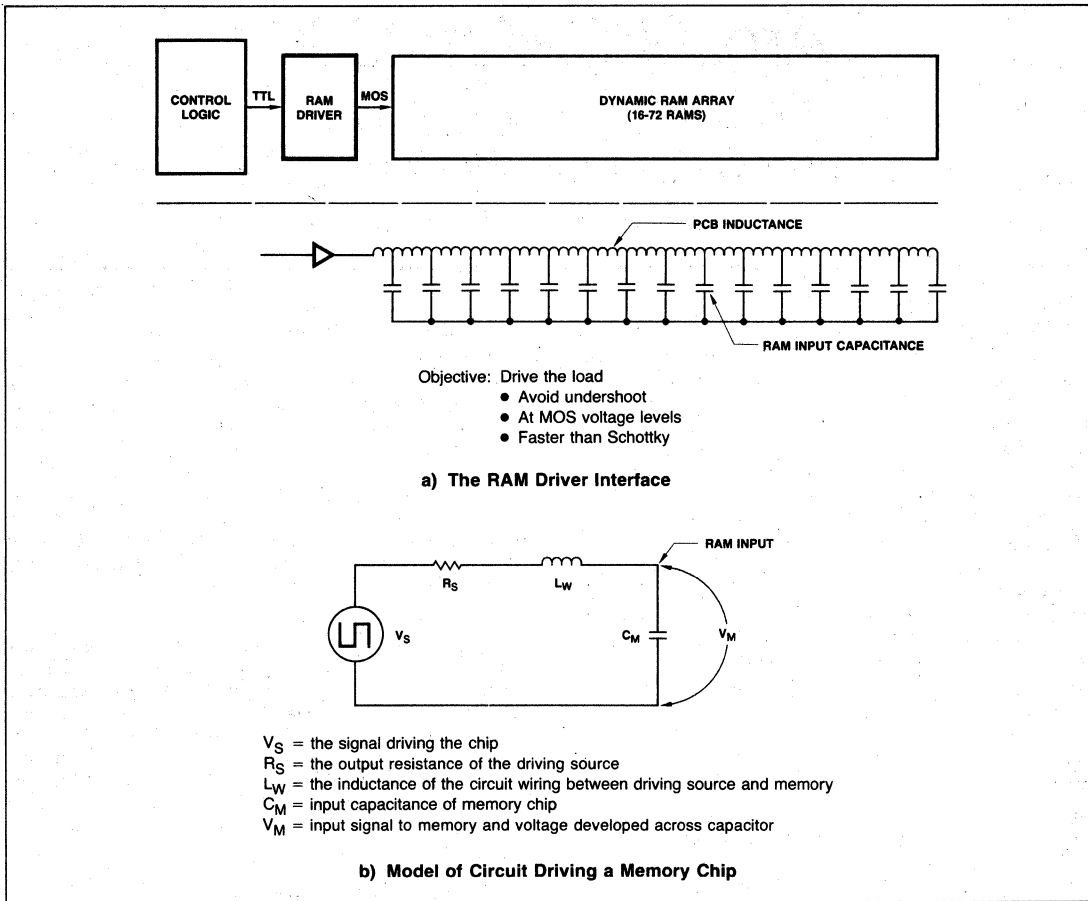 CONTROL
LOGIC
TTL
RAM
DRIVER
MOS
DYNAMIC RAM ARRAY
(16-72 RAMS)
PCB INDUCTANCE
RAM INPUT CAPACITANCE
Objective: Drive the load
● Avoid undershoot
● At MOS voltage levels
● Faster than Schottky
a) The RAM Driver Interface
RAM INPUT
RS
LW
VS
CM
VM
VS = the signal driving the chip
RS = the output resistance of the driving source
LW = the inductance of the circuit wiring between driving source and memory
CM = input capacitance of memory chip
VM = input signal to memory and voltage developed across capacitor
b) Model of Circuit Driving a Memory Chip